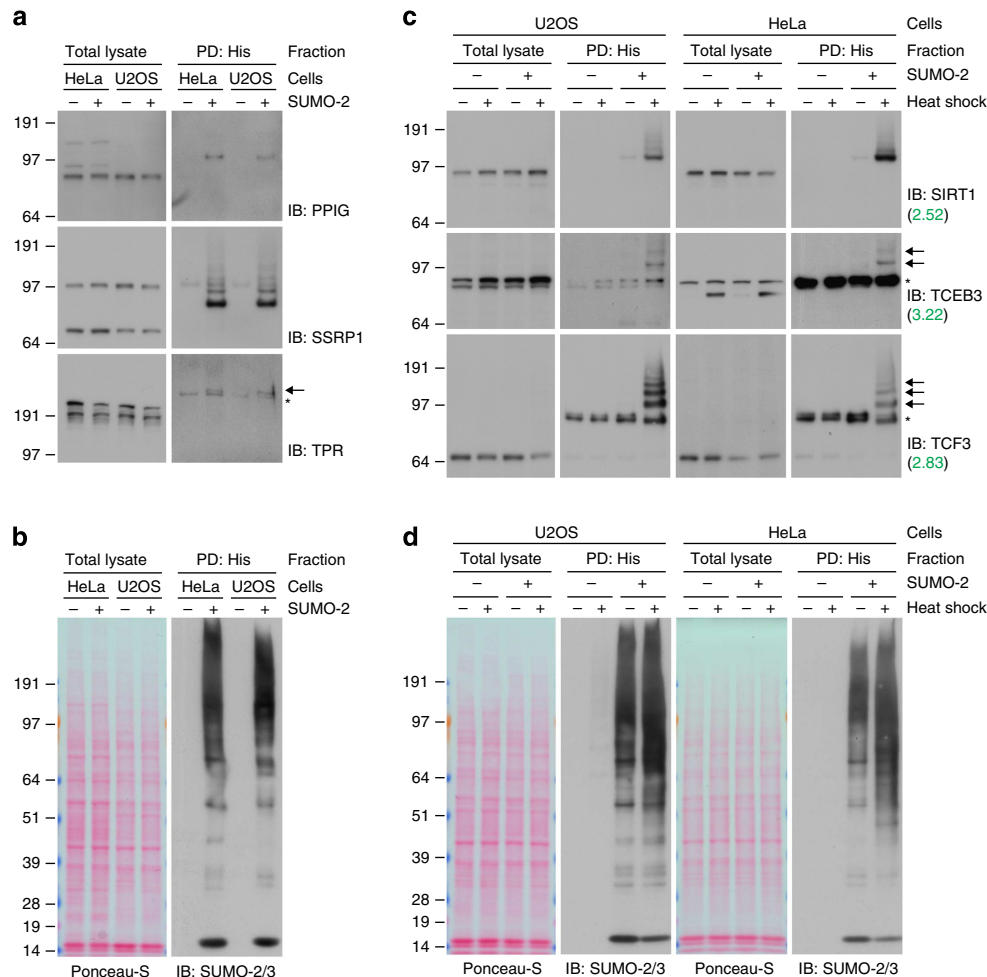 a
Total lysate PD: His Fraction
HeLa U2OS HeLa U2OS Cells
– + – + – + – + SUMO-2
191
97
64
IB: PPIG
191
97
64
IB: SSRP1
191
97
*
IB: TPR
b
Total lysate PD: His Fraction
HeLa U2OS HeLa U2OS Cells
– + – + – + – + SUMO-2
191
97
64
51
39
28
19
14
Ponceau-S IB: SUMO-2/3
c
U2OS HeLa Cells
Total lysate PD: His Total lysate PD: His Fraction
– + – + – + – + SUMO-2
– + – + – + – + – + – + – + – + Heat shock
191
97
64
IB: SIRT1
(2.52)
97
64
*
IB: TCEB3
(3.22)
191
97
64
*
IB: TCF3
(2.83)
d
U2OS HeLa Cells
Total lysate PD: His Total lysate PD: His Fraction
– + – + – + – + SUMO-2
– + – + – + – + – + – + – + – + Heat shock
191
97
64
51
39
28
19
14
Ponceau-S IB: SUMO-2/3 Ponceau-S IB: SUMO-2/3